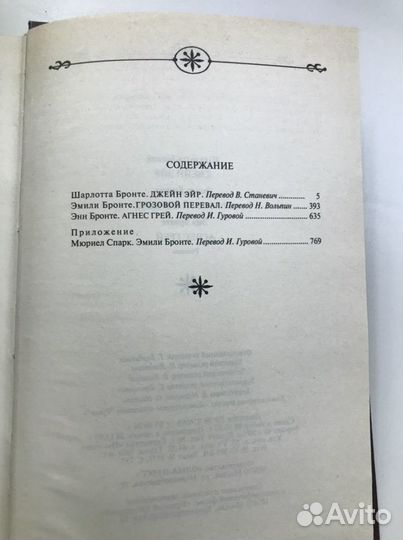 СОДЕРЖАНИЕ
Шарлотта Бронте. ДЖЕЙН ЭЙР. Перевод В. Станевич .............. 5
Эмили Бронте. ГРОЗОВОЙ ПЕРЕВАЛ. Перевод Н. Вольпин ....... 393
Энн Бронте. АГНЕС ГРЕЙ. Перевод И. Гуровой .................... 635
Приложение
Мюриел Спарк. Эмили Бронте. Перевод И. Гуровой ............... 769
Avito